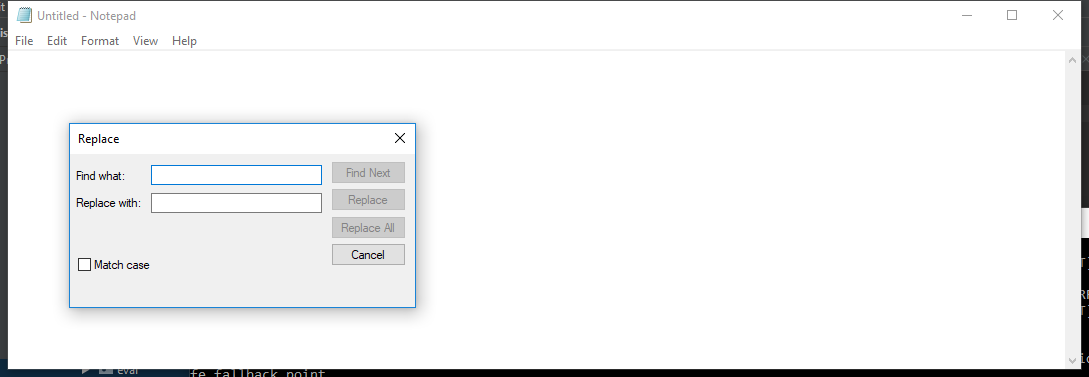 Untitled - Notepad
File Edit Format View Help
Replace
Find what:
Find Next
Replace with:
Replace
Replace All
Cancel
Match case
eval
fe fallback point